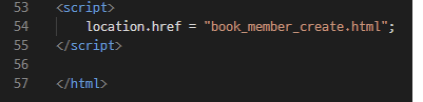 53 <script>
54 location.href = "book_member_create.html";
55 </script>
56
57 </html>